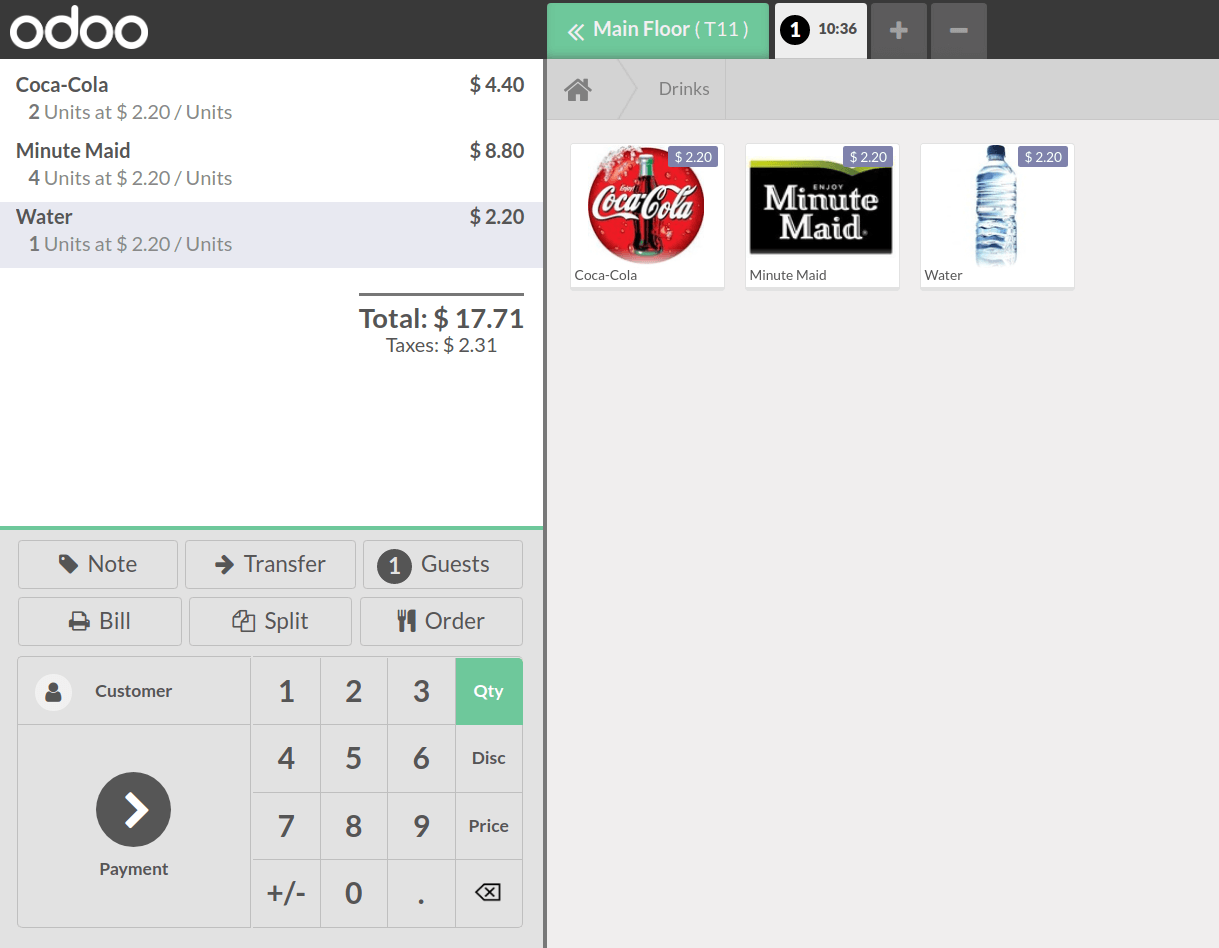 odoo
Main Floor ( T11 )
1 10:36
Drinks
Coca-Cola $ 4.40
2 Units at $ 2.20 / Units
Minute Maid $ 8.80
4 Units at $ 2.20 / Units
Water $ 2.20
1 Units at $ 2.20 / Units
Total: $ 17.71
Taxes: $ 2.31
$ 2.20
Enjoy
Coca-Cola
Coca-Cola
$ 2.20
ENJOY
Minute
Maid
Minute Maid
$ 2.20
Water
Note Transfer 1 Guests
Bill Split Order
Customer 1 2 3 Qty
4 5 6 Disc
7 8 9 Price
Payment
+/- 0 .